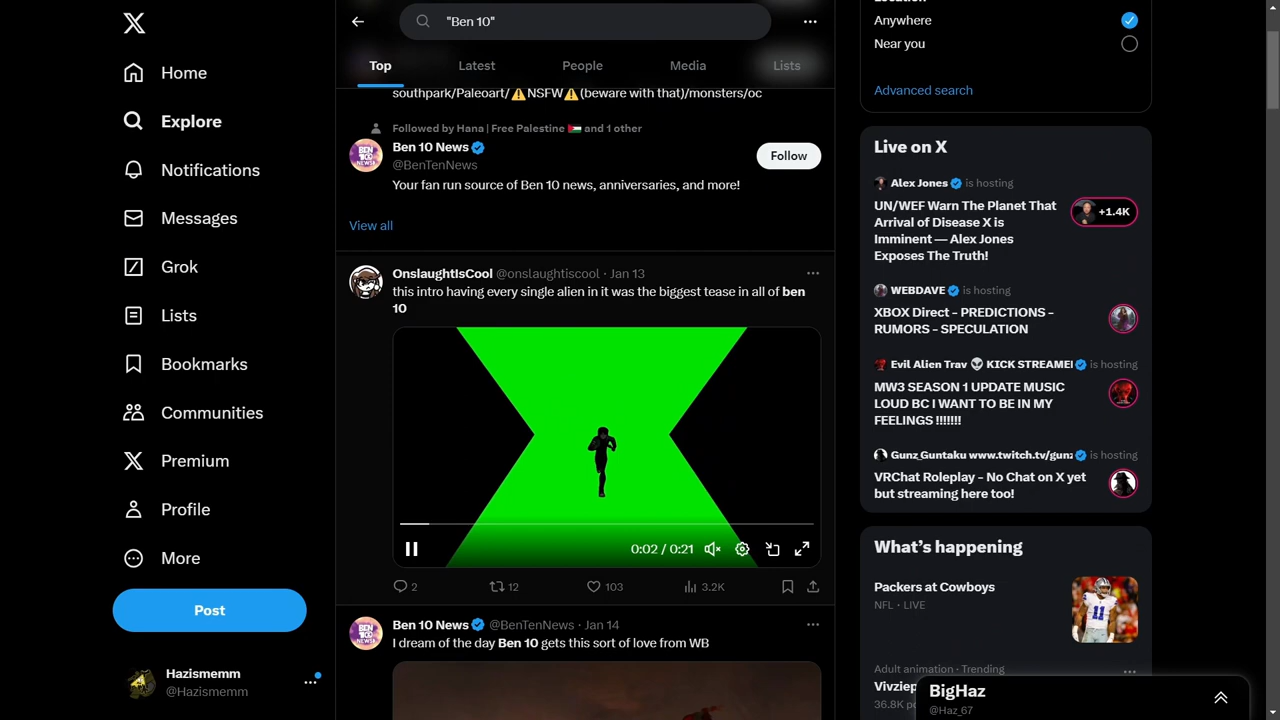 "Ben 10"
Top
Latest
People
Media
Lists
southpark/Paleoart/⚠️NSFW⚠️(beware with that)/monsters/oc
Followed by Hana | Free Palestine 🇵🇸 and 1 other
Ben 10 News
@BenTenNews
Follow
Your fan run source of Ben 10 news, anniversaries, and more!
View all
OnslaughtIsCool @onslaughtiscool · Jan 13
this intro having every single alien in it was the biggest tease in all of ben
10
0:02 / 0:21
2
12
103
3.2K
Ben 10 News @BenTenNews · Jan 14
I dream of the day Ben 10 gets this sort of love from WB
Home
Explore
Notifications
Messages
Grok
Lists
Bookmarks
Communities
Premium
Profile
More
Post
Hazismemm
@Hazismemm
Anywhere
Near you
Advanced search
Live on X
Alex Jones is hosting
UN/WEF Warn The Planet That
Arrival of Disease X is
Imminent — Alex Jones
Exposes The Truth!
+1.4K
WEBDAVE is hosting
XBOX Direct - PREDICTIONS -
RUMORS - SPECULATION
Evil Alien Trav 👽 KICK STREAME is hosting
MW3 SEASON 1 UPDATE MUSIC
LOUD BC I WANT TO BE IN MY
FEELINGS !!!!!!!
Gunz_Guntaku www.twitch.tv/gunz is hosting
VRChat Roleplay - No Chat on X yet
but streaming here too!
What's happening
Packers at Cowboys
NFL · LIVE
Adult animation · Trending
Vivziep
36.8K
BigHaz
@Haz_67